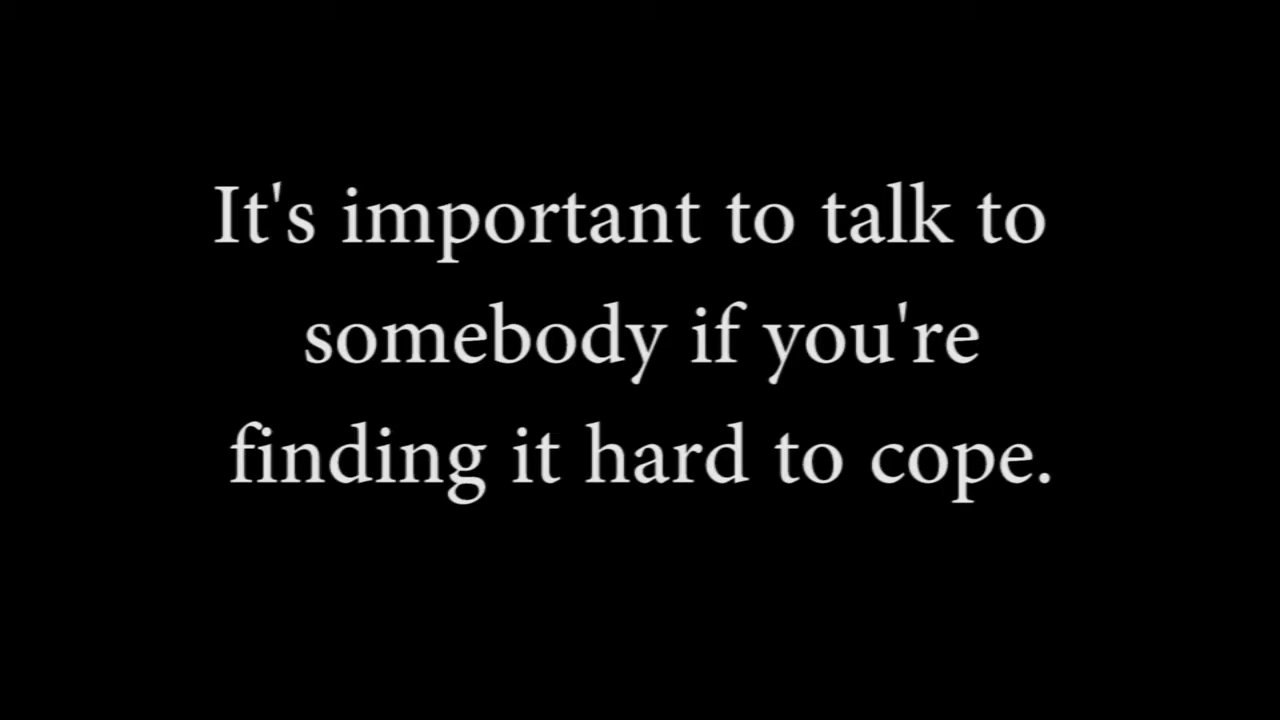 It's important to talk to
somebody if you're
finding it hard to cope.